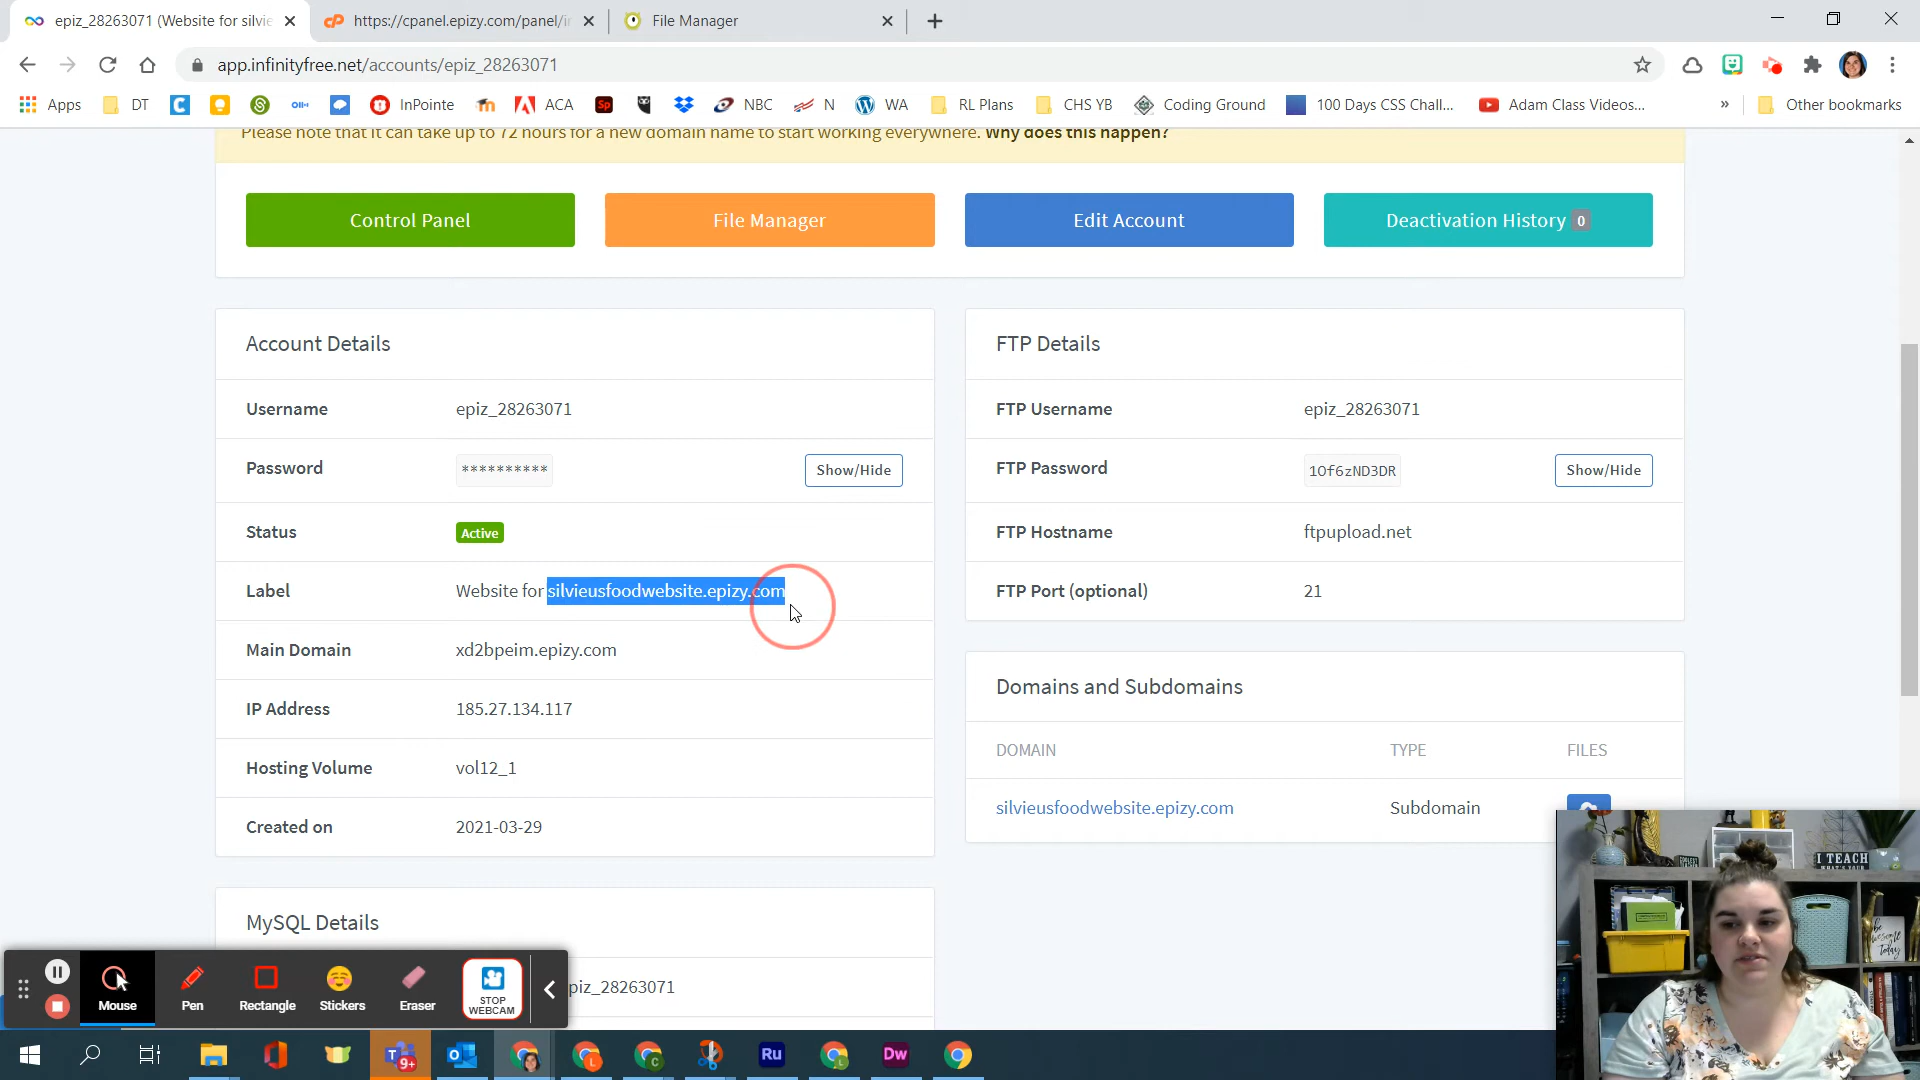 epiz_28263071 (Website for silvie
https://cpanel.epizy.com/panel/in
File Manager
app.infinityfree.net/accounts/epiz_28263071
Apps
DT
InPointe
ACA
NBC
N
WA
RL Plans
CHS YB
Coding Ground
100 Days CSS Chall...
Adam Class Videos...
»
Other bookmarks
Please note that it can take up to 72 hours for a new domain name to start working everywhere. Why does this happen?
Control Panel
File Manager
Edit Account
Deactivation History 0
Account Details
Username epiz_28263071
Password ********** Show/Hide
Status Active
Label Website for silvieusfoodwebsite.epizy.com
Main Domain xd2bpeim.epizy.com
IP Address 185.27.134.117
Hosting Volume vol12_1
Created on 2021-03-29
FTP Details
FTP Username epiz_28263071
FTP Password 1Of6zND3DR Show/Hide
FTP Hostname ftpupload.net
FTP Port (optional) 21
Domains and Subdomains
DOMAIN TYPE FILES
silvieusfoodwebsite.epizy.com Subdomain
MySQL Details
piz_28263071
Mouse
Pen
Rectangle
Stickers
Eraser
STOP
WEBCAM
I TEACH
be
awesome
Today
9+
Ru
Dw